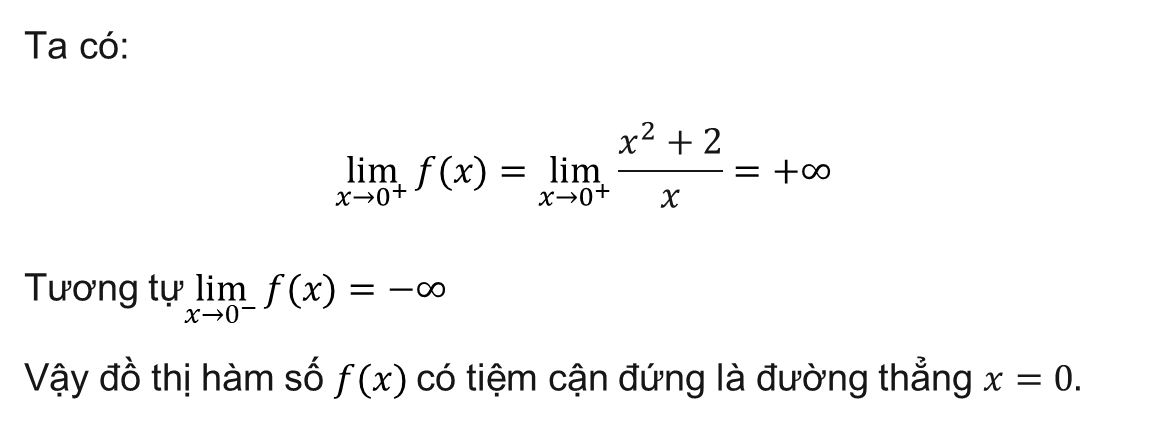 Ta có:
lim_{x→0⁺} f(x) = lim_{x→0⁺} (x² + 2)/x = +∞
Tương tự lim_{x→0⁻} f(x) = −∞
Vậy đồ thị hàm số f(x) có tiệm cận đứng là đường thẳng x = 0.